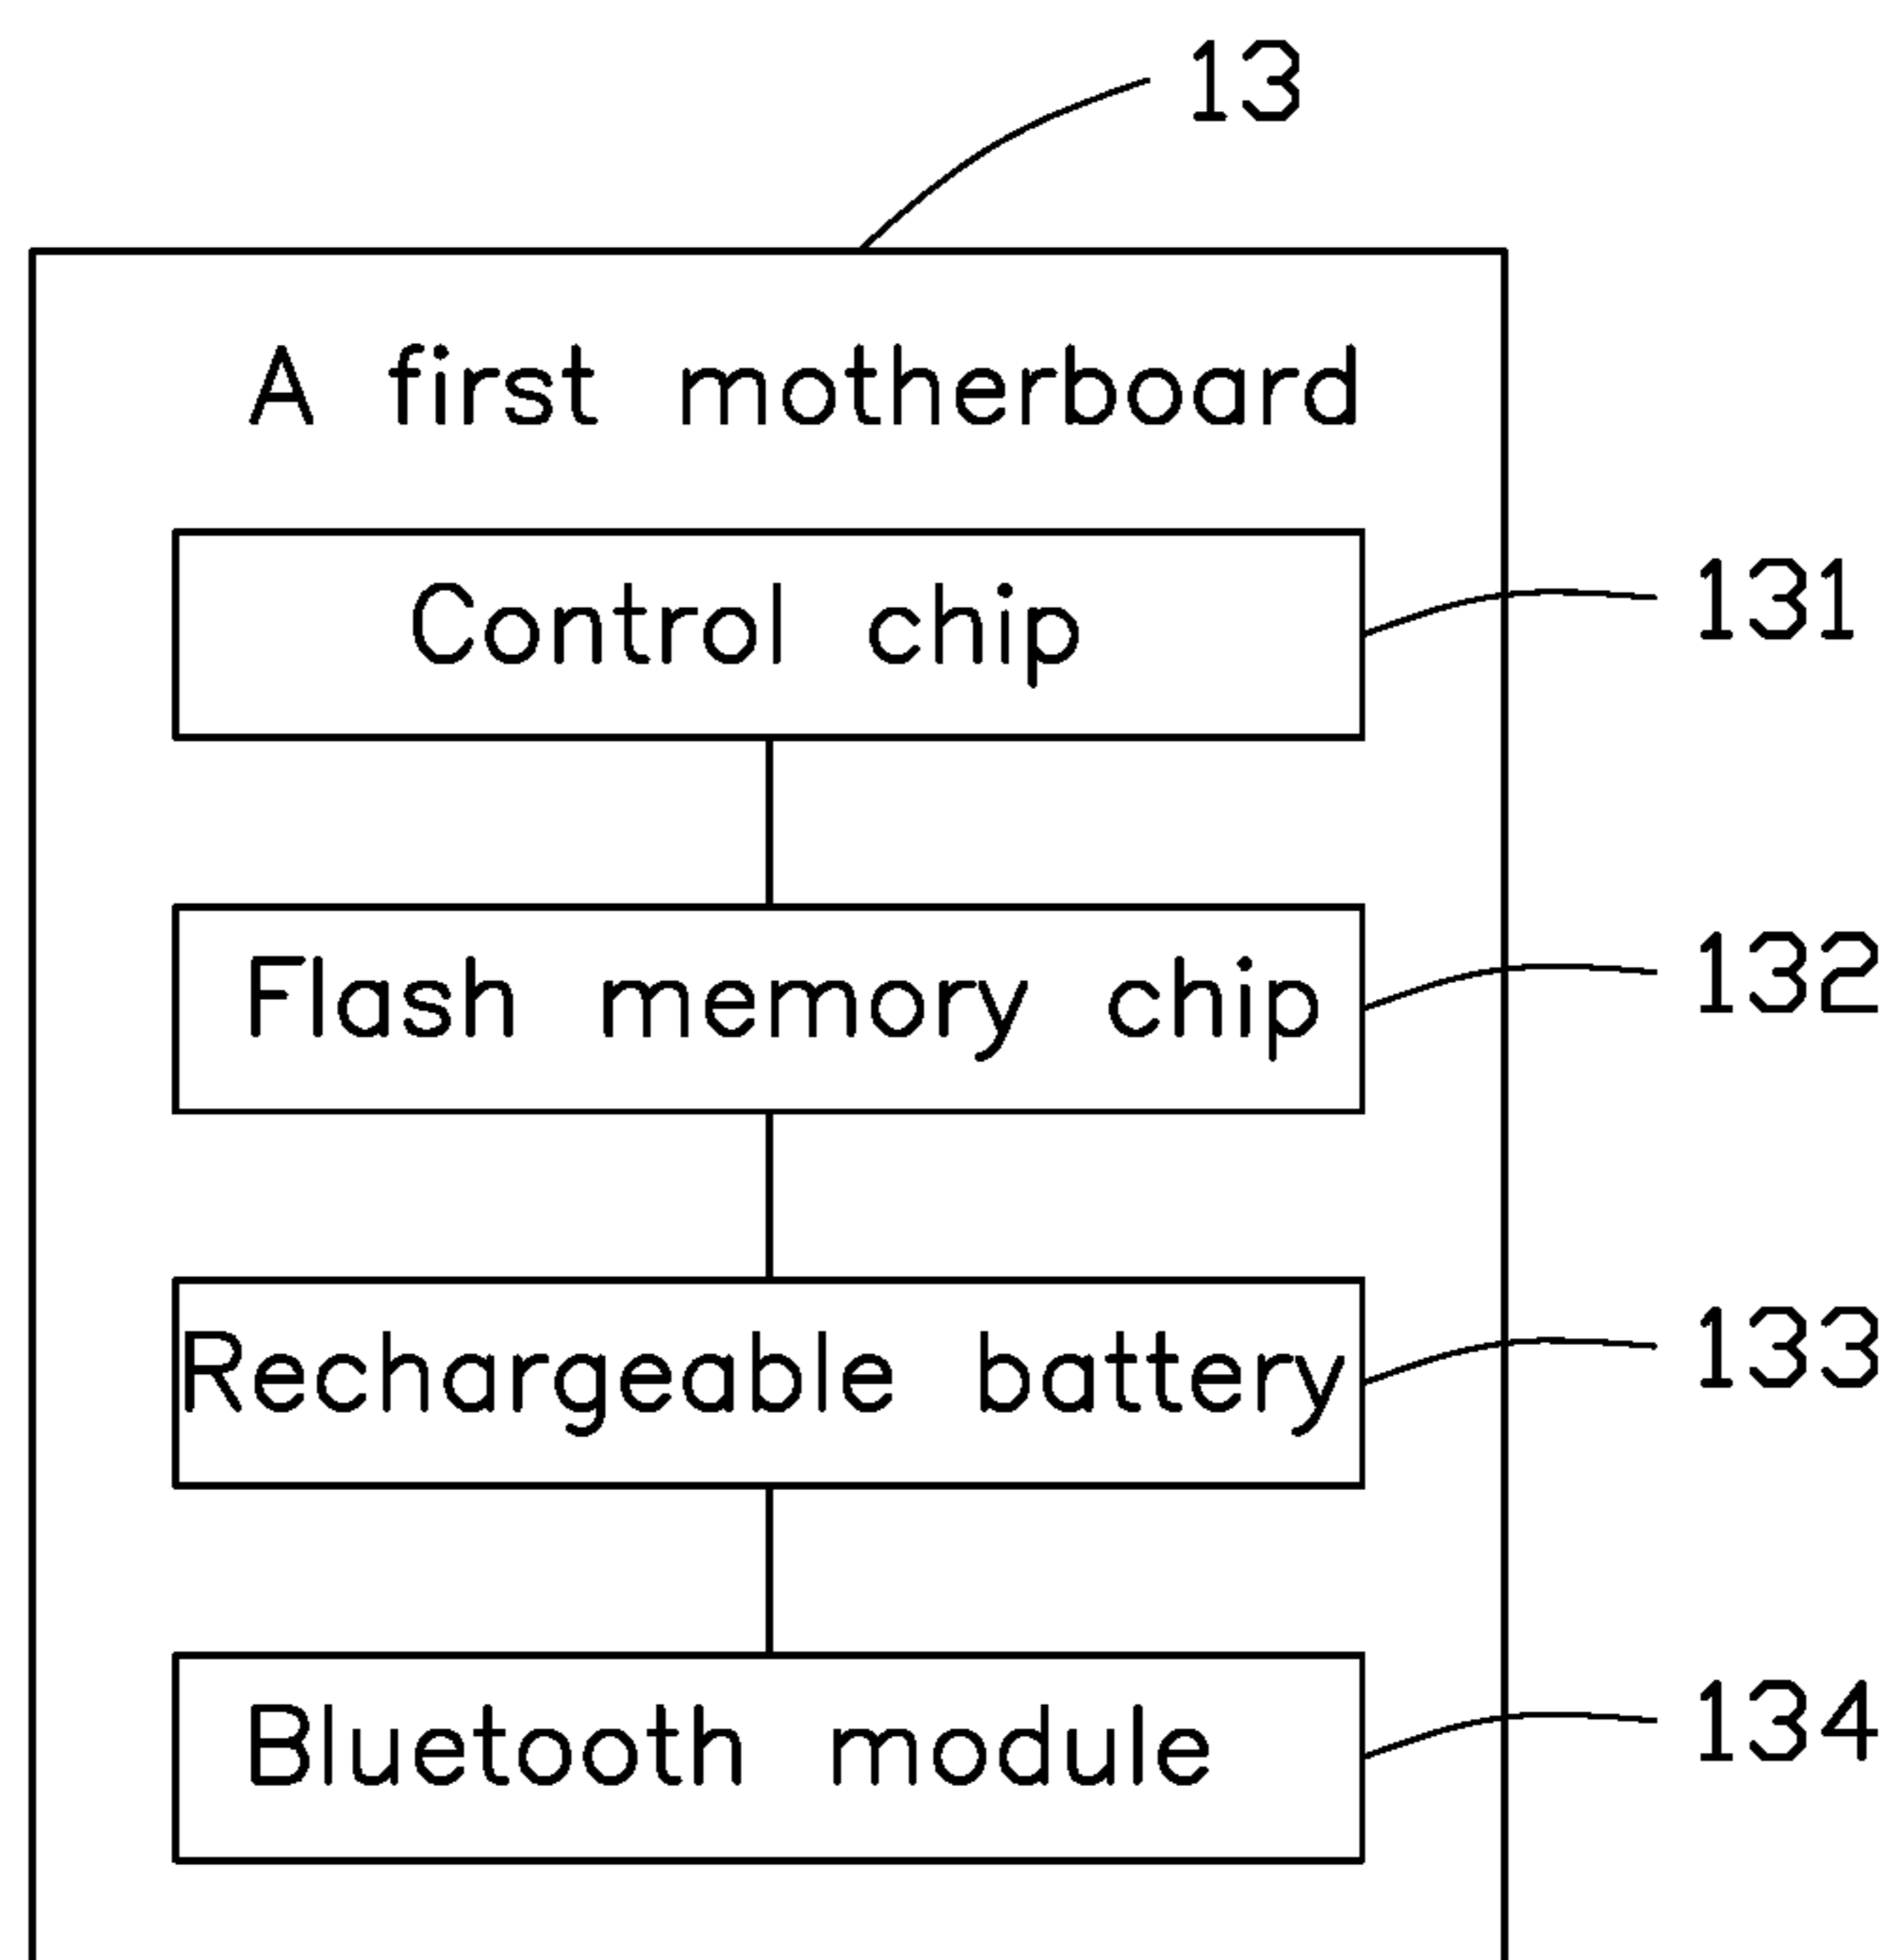 13
A first motherboard
Control chip
131
Flash memory chip
132
Rechargeable battery
133
Bluetooth module
134